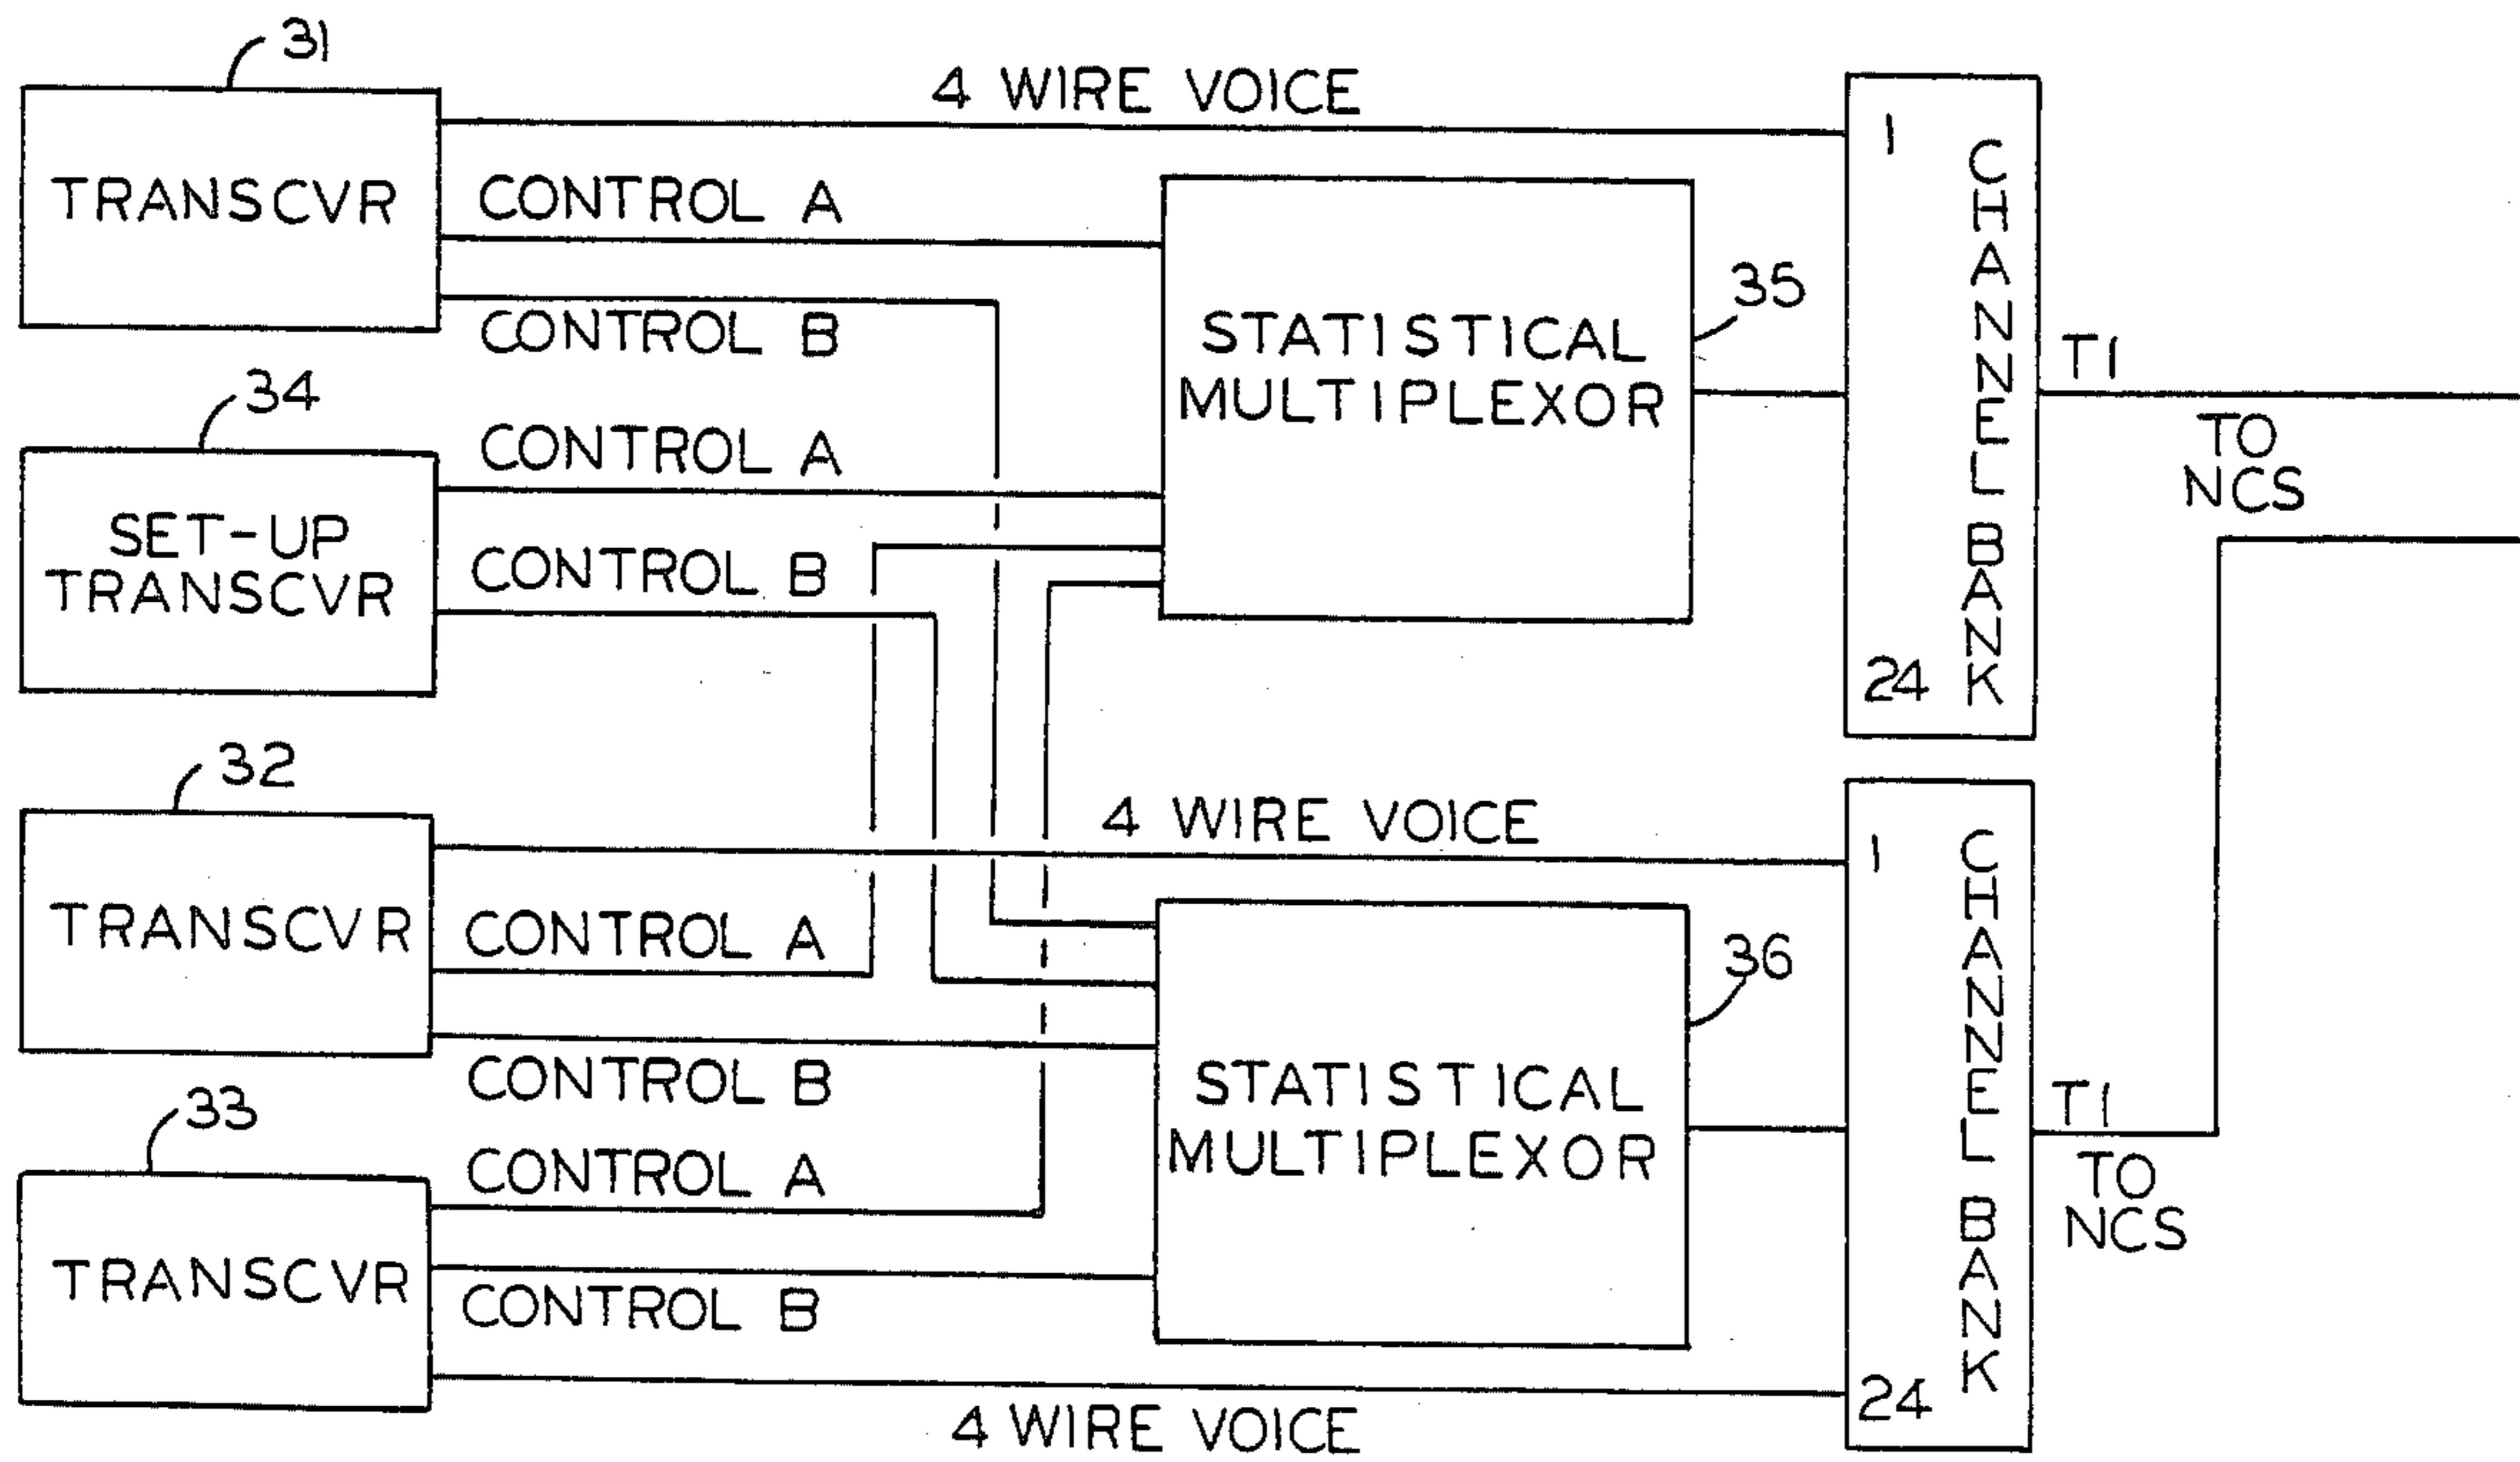 31
4 WIRE VOICE
TRANSCVR
CONTROL A
CONTROL B
34
SET-UP
TRANSCVR
CONTROL A
CONTROL B
STATISTICAL
MULTIPLEXOR
35
1
CHANNEL BANK
24
T1
TO
NCS
32
TRANSCVR
4 WIRE VOICE
CONTROL A
CONTROL B
33
TRANSCVR
CONTROL A
CONTROL B
4 WIRE VOICE
STATISTICAL
MULTIPLEXOR
36
1
CHANNEL BANK
24
T1
TO
NCS